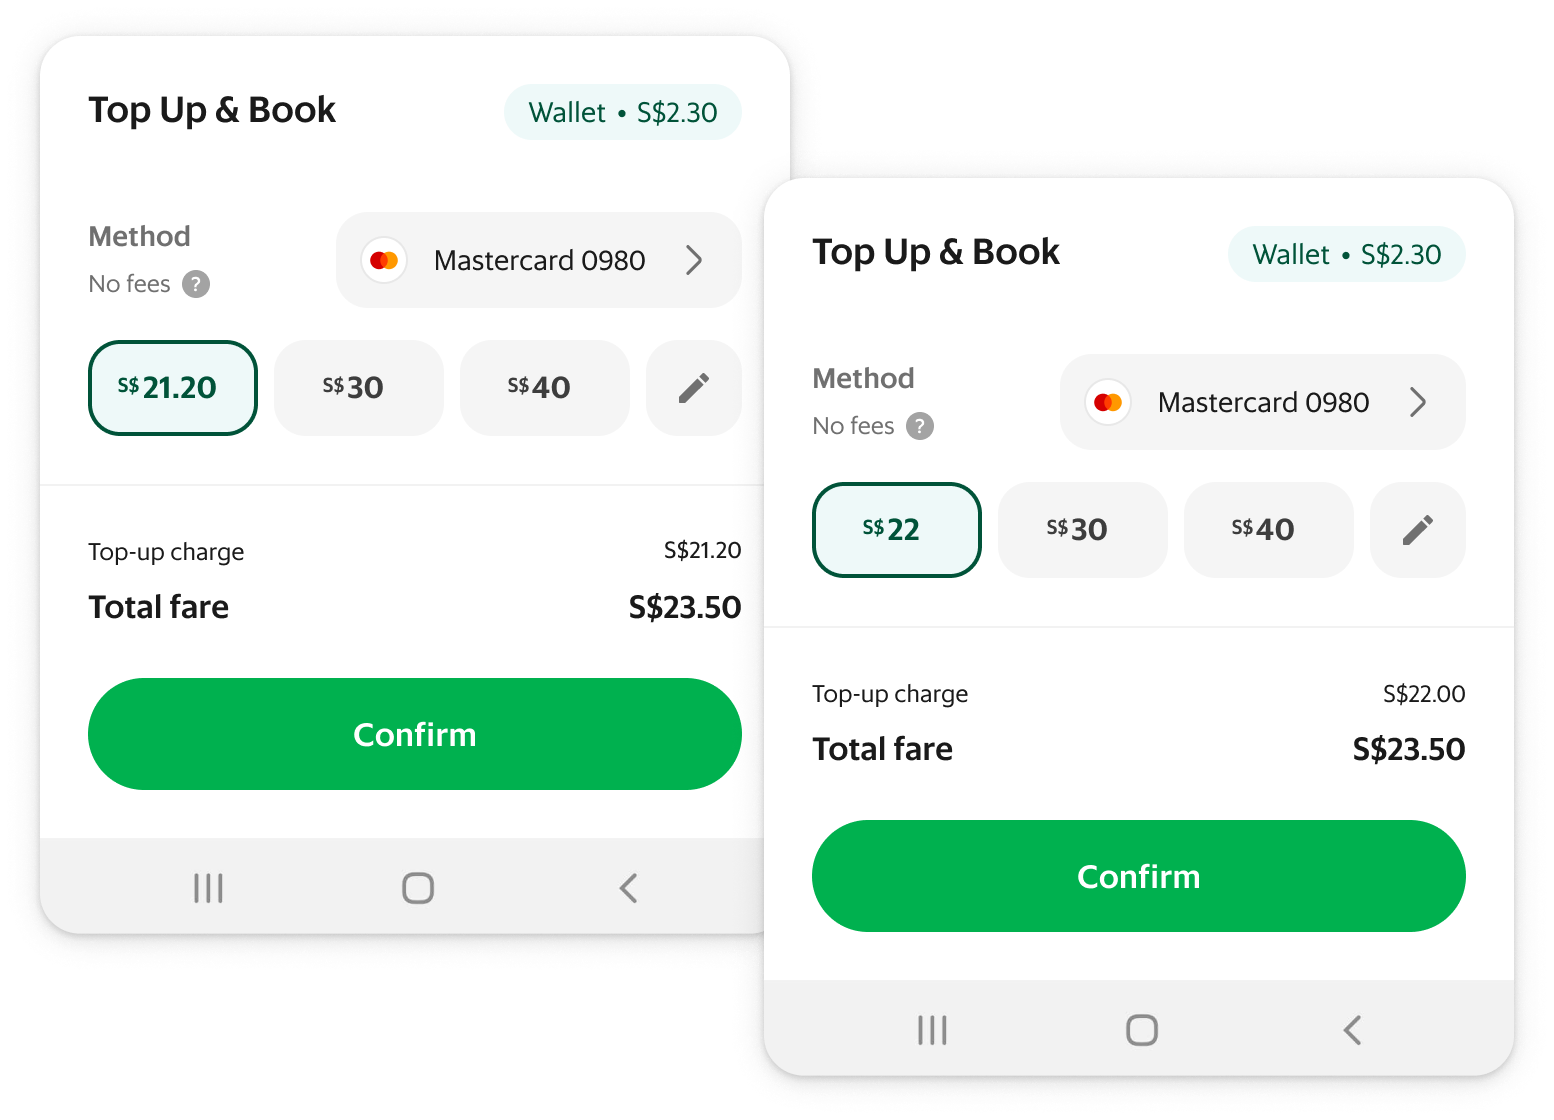 Top Up & Book
Wallet • S$2.30
Method
No fees ?
Mastercard 0980
S$21.20
S$30
S$40
Top-up charge
S$21.20
Total fare
S$23.50
Confirm
Top Up & Book
Wallet • S$2.30
Method
No fees ?
Mastercard 0980
S$22
S$30
S$40
Top-up charge
S$22.00
Total fare
S$23.50
Confirm